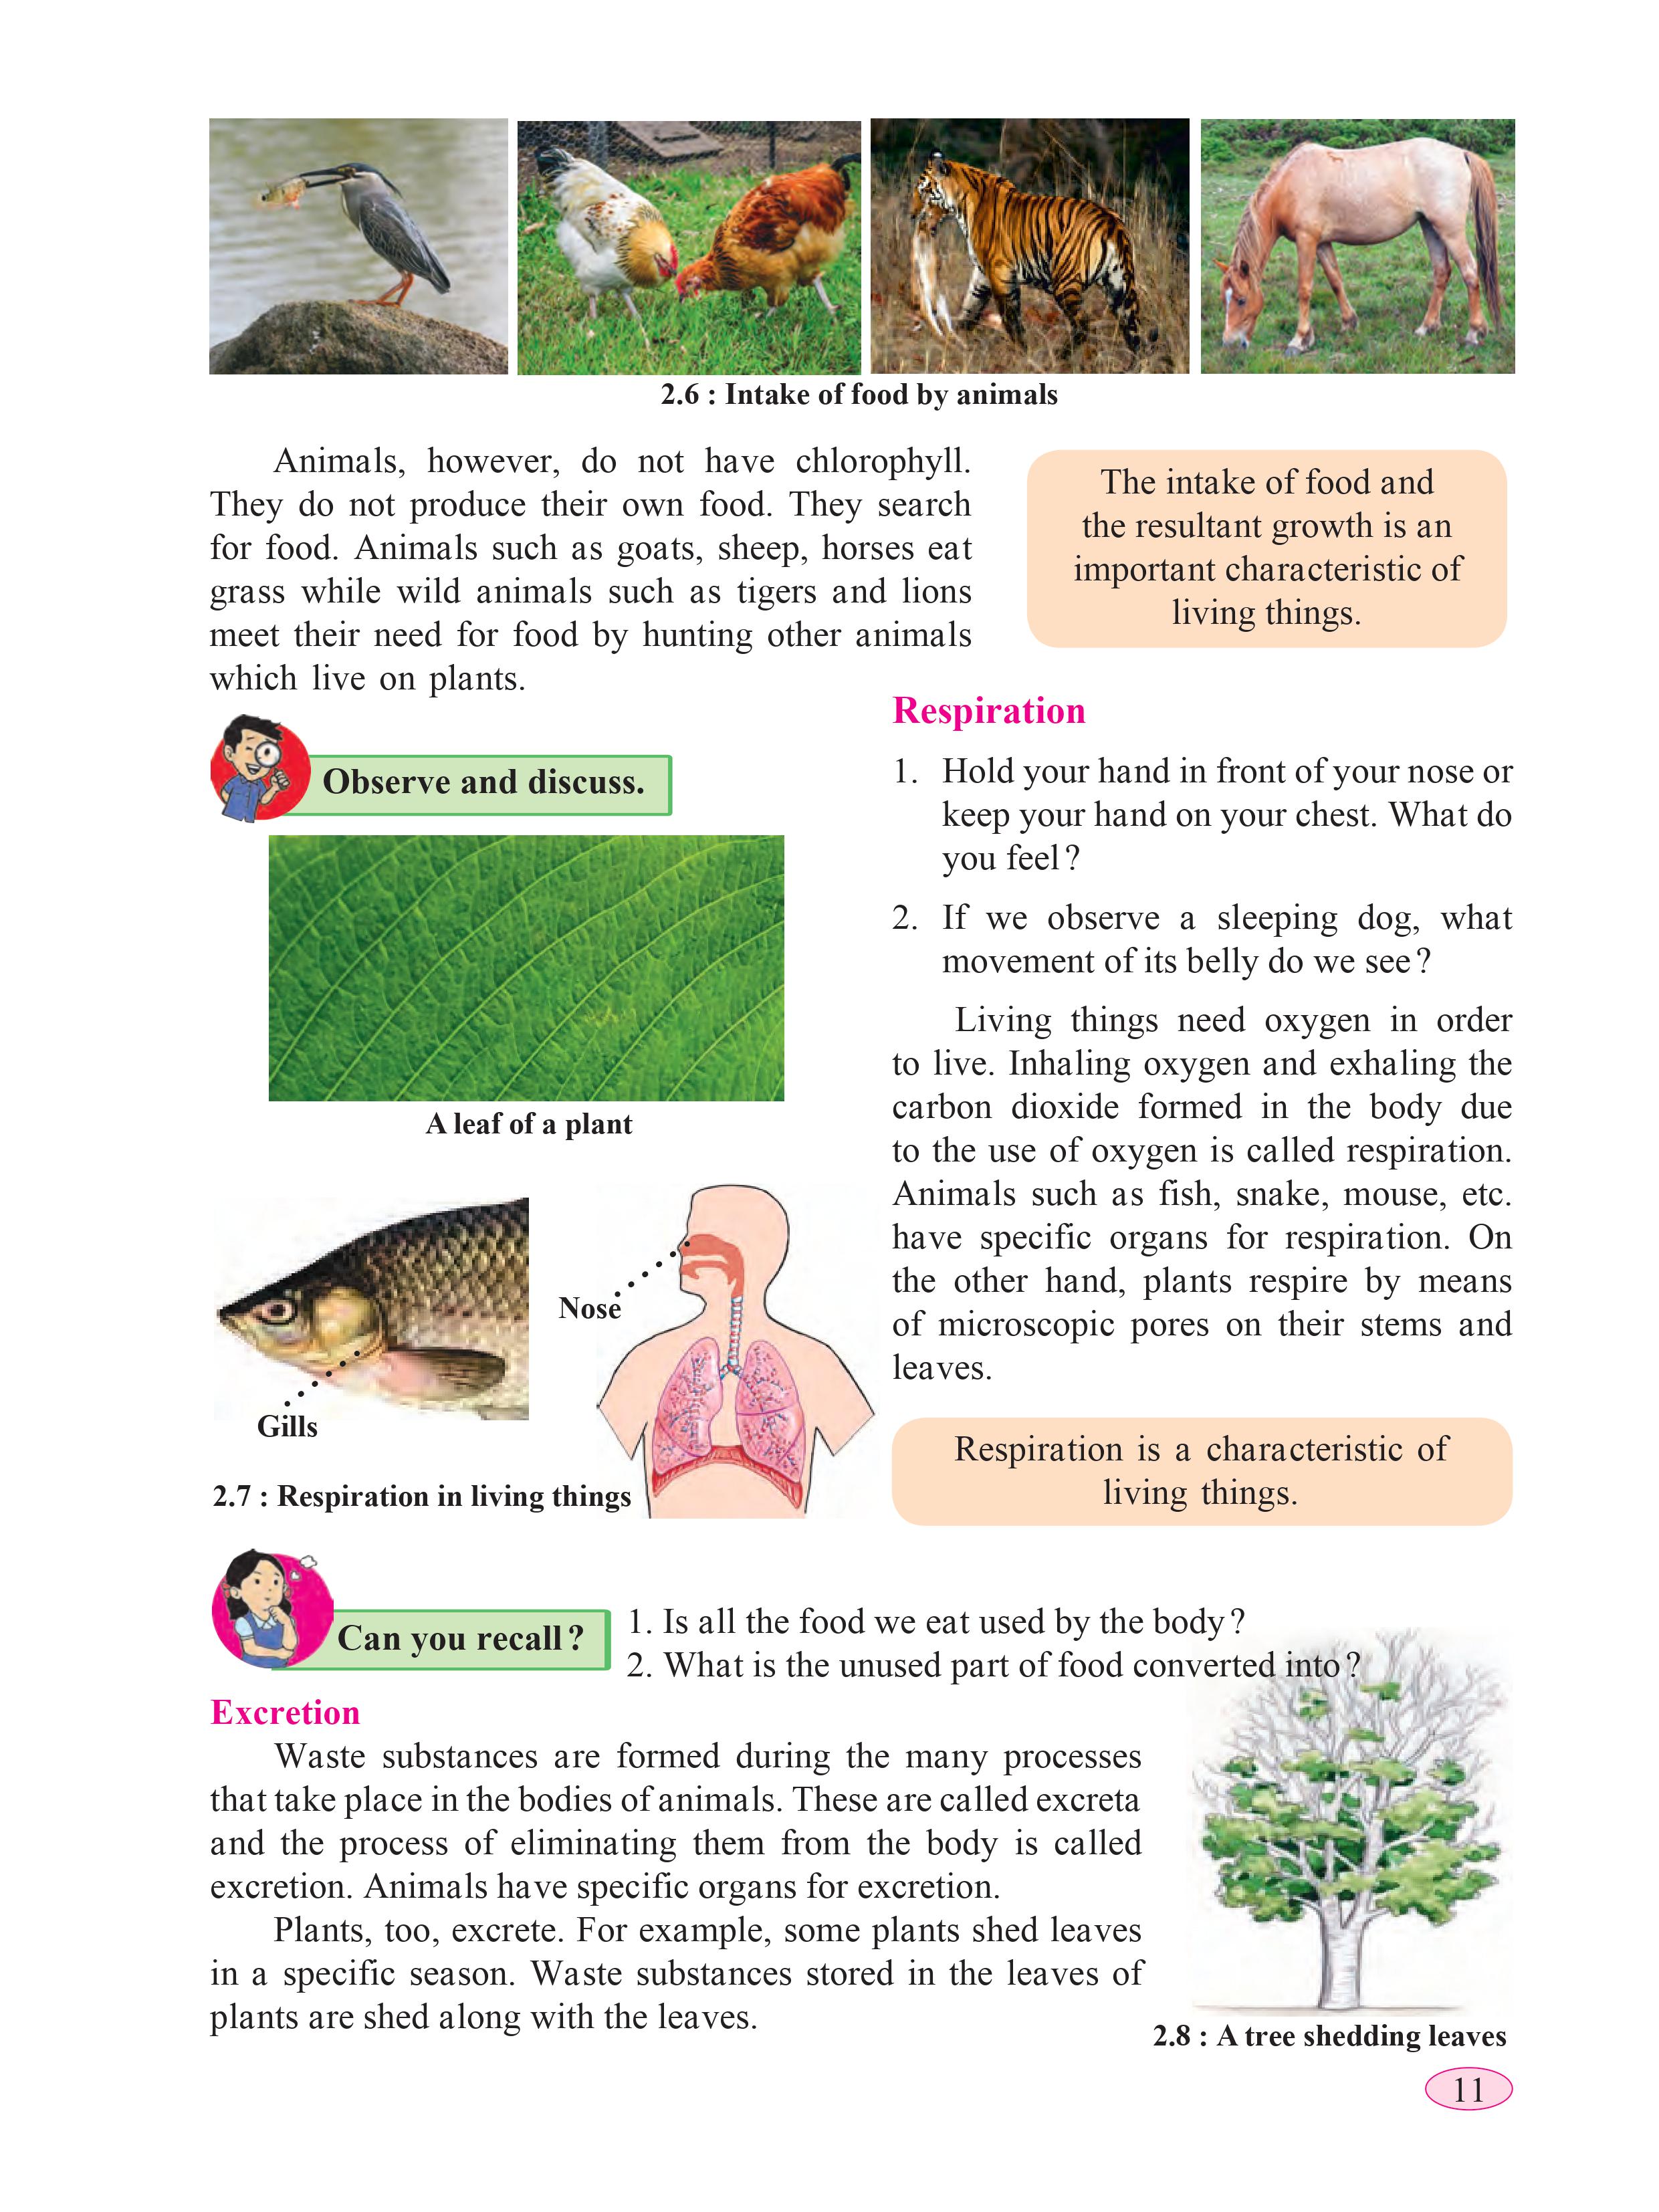 2.6 : Intake of food by animals
Animals, however, do not have chlorophyll.
They do not produce their own food. They search
for food. Animals such as goats, sheep, horses eat
grass while wild animals such as tigers and lions
meet their need for food by hunting other animals
which live on plants.
The intake of food and
the resultant growth is an
important characteristic of
living things.
Observe and discuss.
A leaf of a plant
Nose
Gills
2.7 : Respiration in living things
Respiration
1. Hold your hand in front of your nose or
keep your hand on your chest. What do
you feel?
2. If we observe a sleeping dog, what
movement of its belly do we see?
Living things need oxygen in order
to live. Inhaling oxygen and exhaling the
carbon dioxide formed in the body due
to the use of oxygen is called respiration.
Animals such as fish, snake, mouse, etc.
have specific organs for respiration. On
the other hand, plants respire by means
of microscopic pores on their stems and
leaves.
Respiration is a characteristic of
living things.
Can you recall?
1. Is all the food we eat used by the body?
2. What is the unused part of food converted into?
Excretion
Waste substances are formed during the many processes
that take place in the bodies of animals. These are called excreta
and the process of eliminating them from the body is called
excretion. Animals have specific organs for excretion.
Plants, too, excrete. For example, some plants shed leaves
in a specific season. Waste substances stored in the leaves of
plants are shed along with the leaves.
2.8 : A tree shedding leaves
11